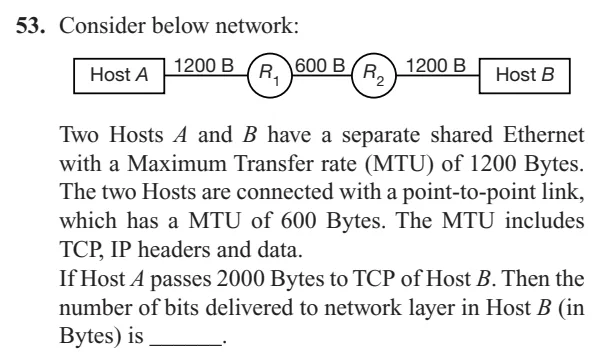 53. Consider below network:
Host A 1200 B R1 600 B R2 1200 B Host B
Two Hosts A and B have a separate shared Ethernet
with a Maximum Transfer rate (MTU) of 1200 Bytes.
The two Hosts are connected with a point-to-point link,
which has a MTU of 600 Bytes. The MTU includes
TCP, IP headers and data.
If Host A passes 2000 Bytes to TCP of Host B. Then the
number of bits delivered to network layer in Host B (in
Bytes) is ______.